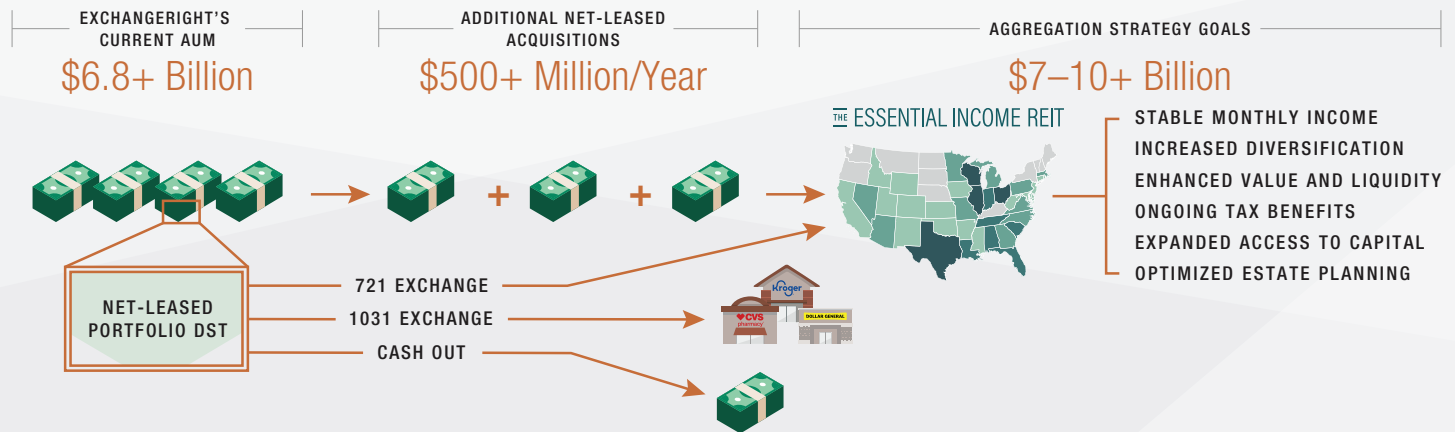 EXCHANGERIGHT'S
CURRENT AUM
$6.8+ Billion
ADDITIONAL NET-LEASED
ACQUISITIONS
$500+ Million/Year
AGGREGATION STRATEGY GOALS
$7–10+ Billion
THE ESSENTIAL INCOME REIT
STABLE MONTHLY INCOME
INCREASED DIVERSIFICATION
ENHANCED VALUE AND LIQUIDITY
ONGOING TAX BENEFITS
EXPANDED ACCESS TO CAPITAL
OPTIMIZED ESTATE PLANNING
+
+
NET-LEASED
PORTFOLIO DST
721 EXCHANGE
1031 EXCHANGE
CASH OUT
Kroger
CVS
pharmacy
DOLLAR GENERAL